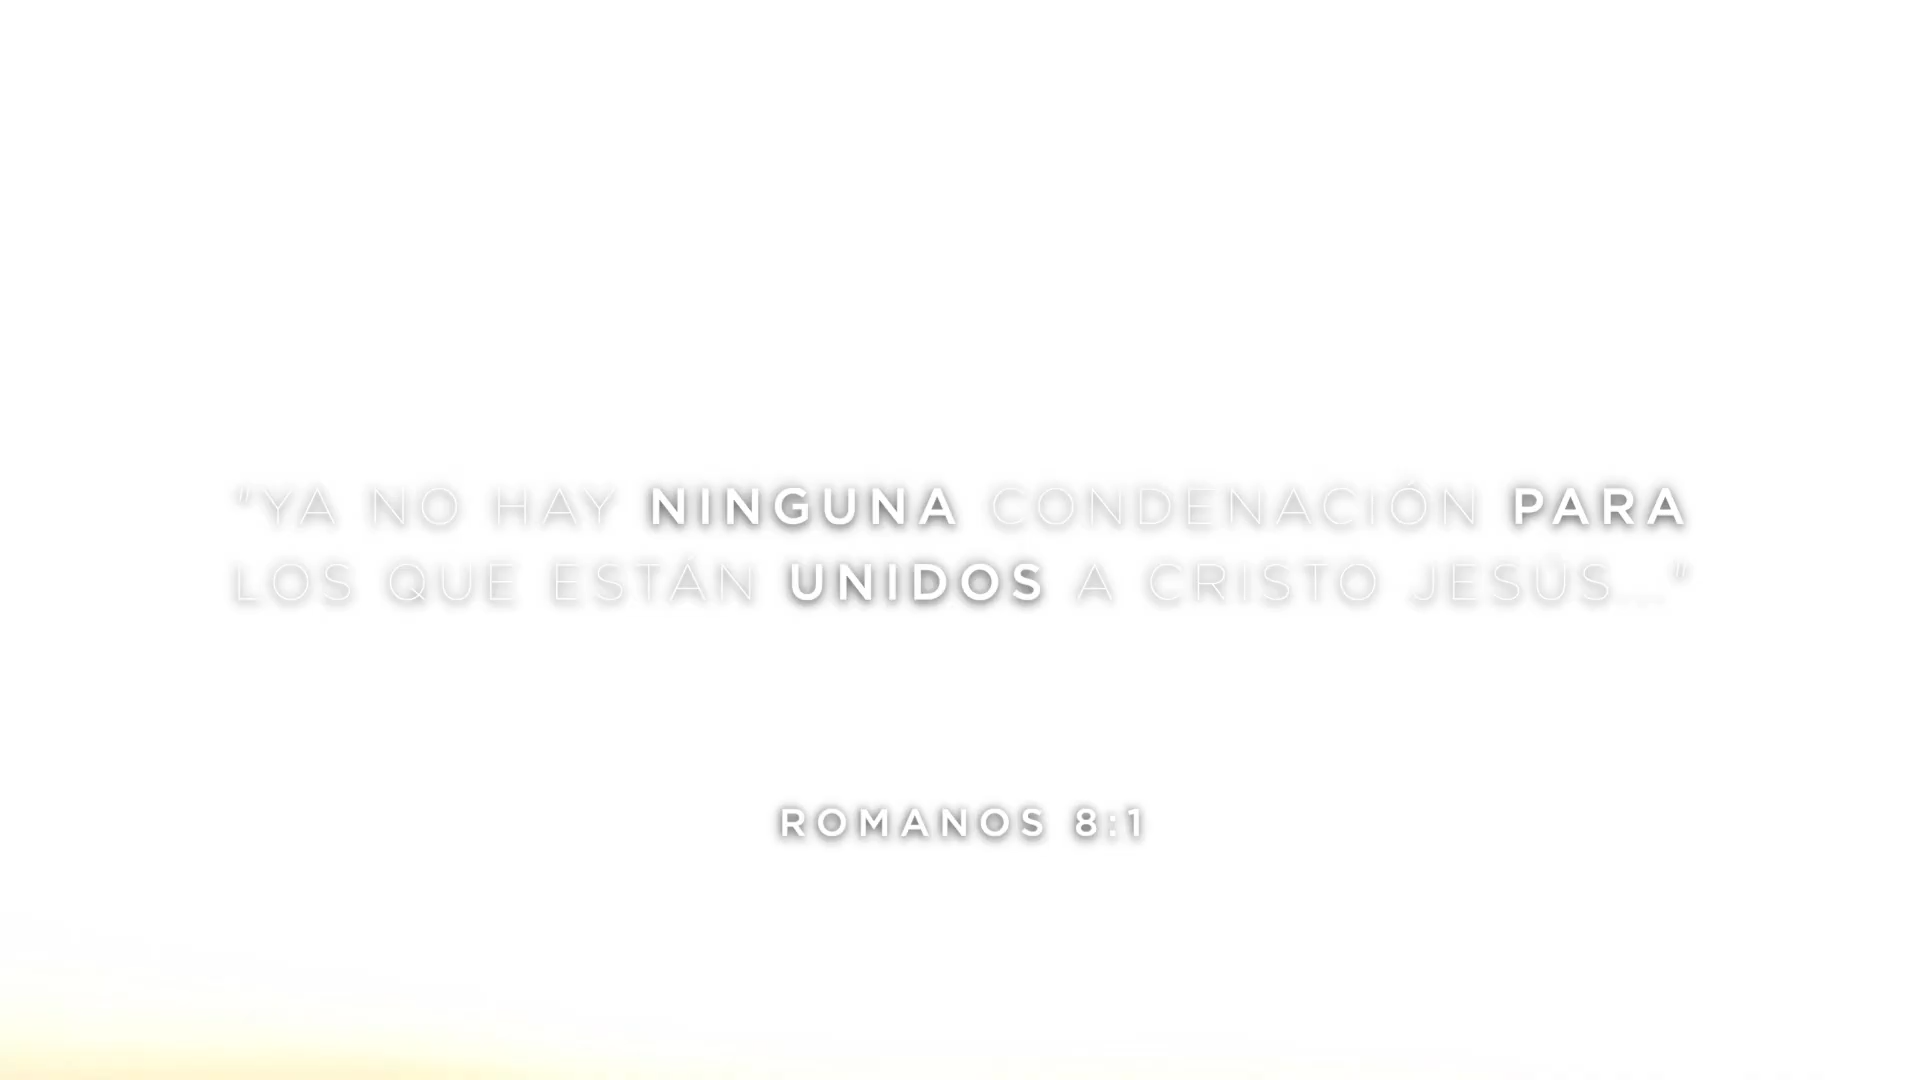 "YA NO HAY NINGUNA CONDENACIÓN PARA
LOS QUE ESTÁN UNIDOS A CRISTO JESÚS..."
ROMANOS 8:1